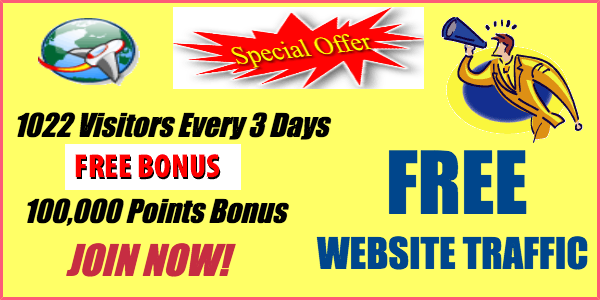 Special Offer
1022 Visitors Every 3 Days
FREE BONUS
100,000 Points Bonus
JOIN NOW!
FREE
WEBSITE TRAFFIC